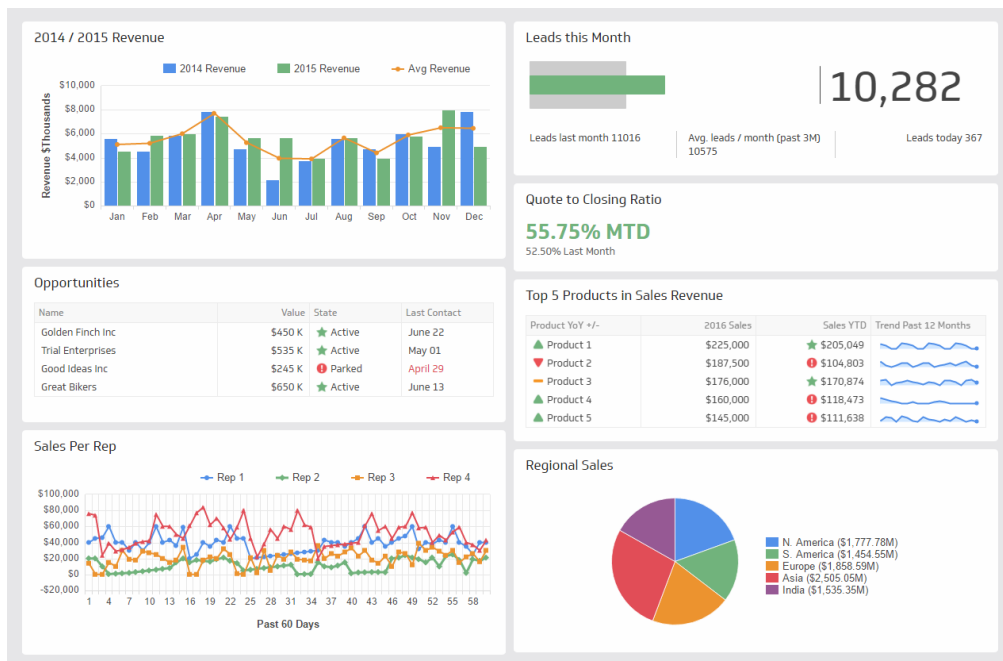 2014 / 2015 Revenue
2014 Revenue 2015 Revenue Avg Revenue
Revenue $Thousands
$10,000
$8,000
$6,000
$4,000
$2,000
$0
Jan Feb Mar Apr May Jun Jul Aug Sep Oct Nov Dec
Opportunities
Name Value State Last Contact
Golden Finch Inc $450 K Active June 22
Trial Enterprises $535 K Active May 01
Good Ideas Inc $245 K Parked April 29
Great Bikers $650 K Active June 13
Sales Per Rep
Rep 1 Rep 2 Rep 3 Rep 4
$100,000
$80,000
$60,000
$40,000
$20,000
$0
-$20,000
1 4 7 10 13 16 19 22 25 28 31 34 37 40 43 46 49 52 55 58
Past 60 Days
Leads this Month
10,282
Leads last month 11016
Avg. leads / month (past 3M)
10575
Leads today 367
Quote to Closing Ratio
55.75% MTD
52.50% Last Month
Top 5 Products in Sales Revenue
Product YoY +/- 2016 Sales Sales YTD Trend Past 12 Months
Product 1 $225,000 $205,049
Product 2 $187,500 $104,803
Product 3 $176,000 $170,874
Product 4 $160,000 $118,473
Product 5 $145,000 $111,638
Regional Sales
N. America ($1,777.78M)
S. America ($1,454.55M)
Europe ($1,858.59M)
Asia ($2,505.05M)
India ($1,535.35M)